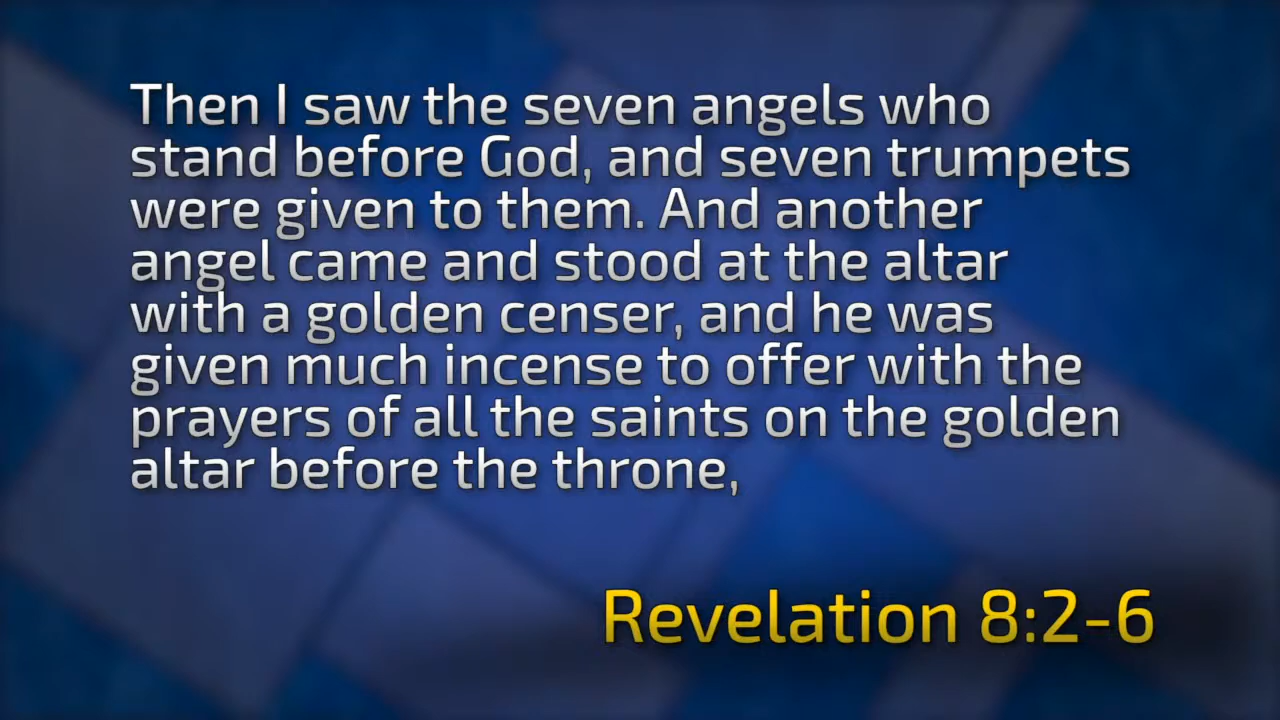 Then I saw the seven angels who
stand before God, and seven trumpets
were given to them. And another
angel came and stood at the altar
with a golden censer, and he was
given much incense to offer with the
prayers of all the saints on the golden
altar before the throne,
Revelation 8:2-6